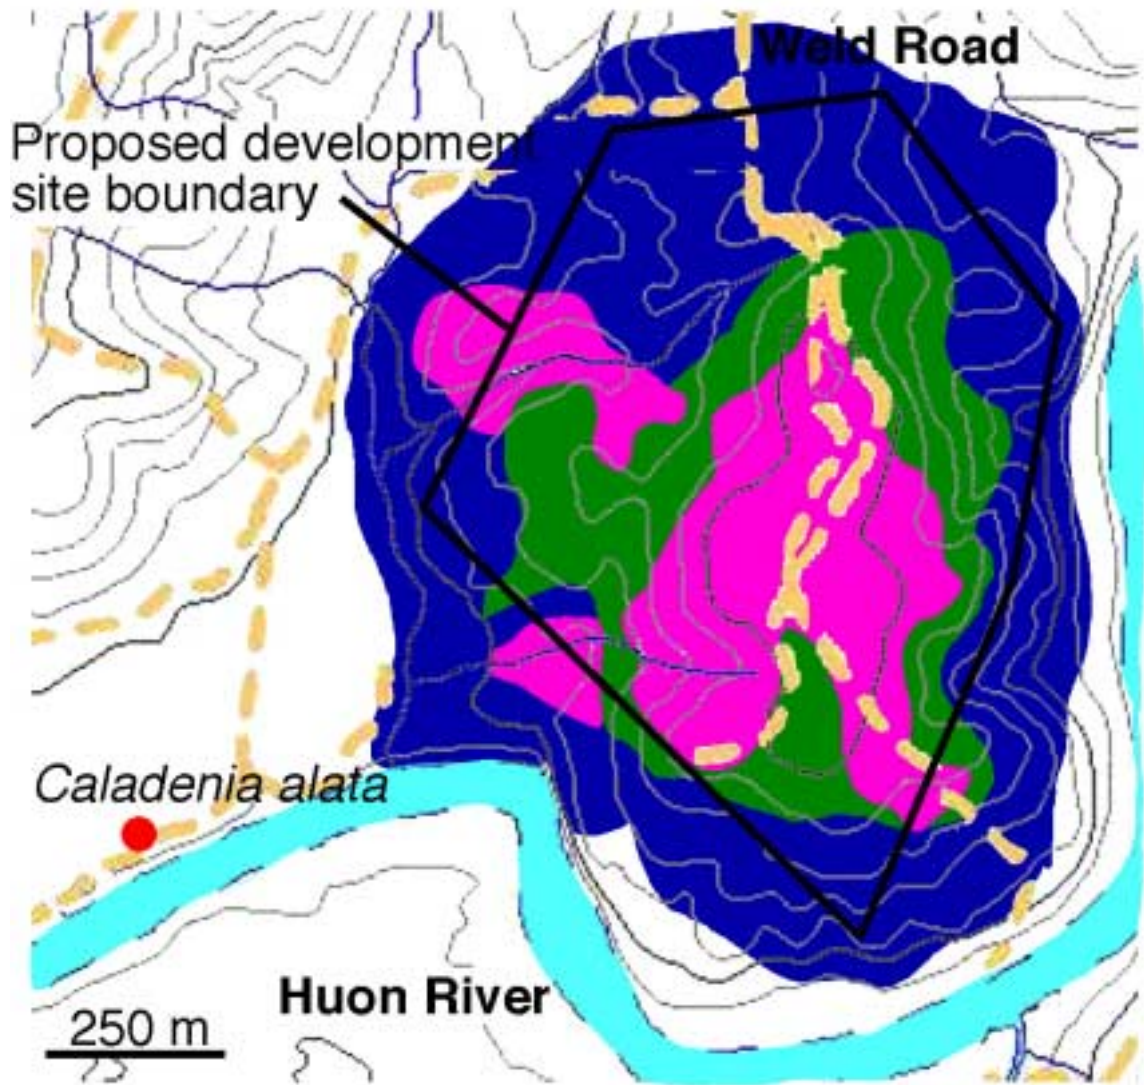 Weld Road
Proposed development
site boundary
Caladenia alata
Huon River
250 m